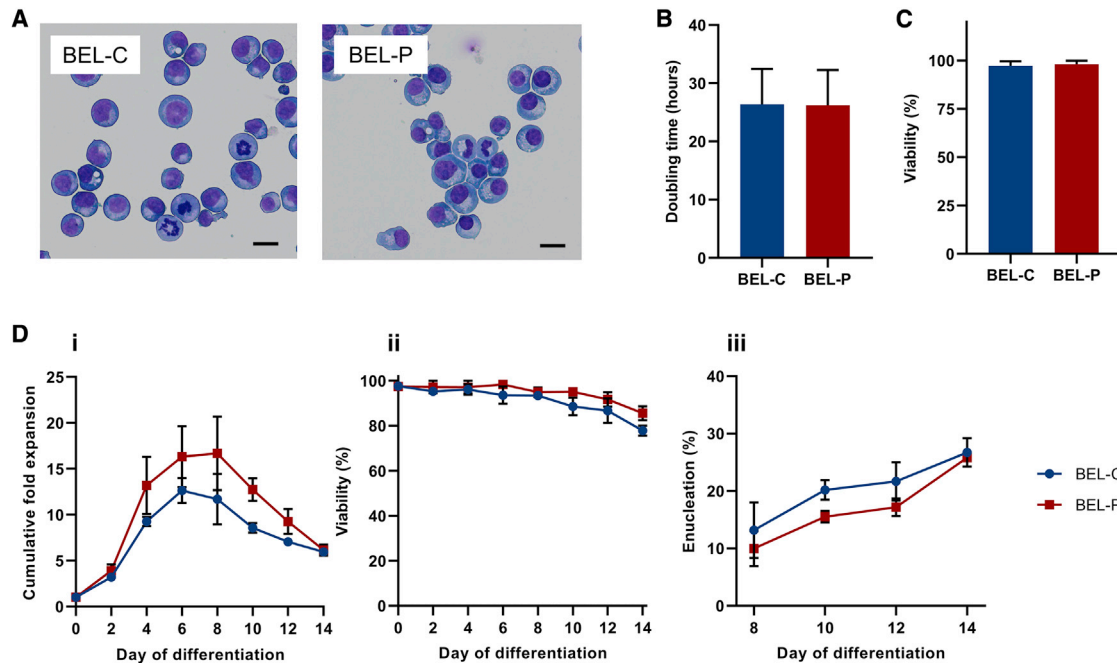 A
BEL-C
BEL-P
B
Doubling time (hours)
40
30
20
10
0
BEL-C
BEL-P
C
Viability (%)
100
75
50
25
0
BEL-C
BEL-P
D
i
Cumulative fold expansion
25
20
15
10
5
0
0 2 4 6 8 10 12 14
Day of differentiation
ii
Viability (%)
100
80
60
40
20
0
0 2 4 6 8 10 12 14
Day of differentiation
iii
Enucleation (%)
40
30
20
10
0
8 10 12 14
Day of differentiation
BEL-C
BEL-P